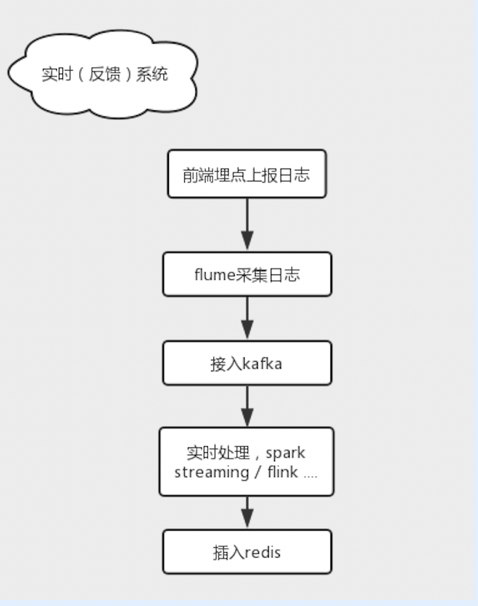 实时（反馈）系统
前端埋点上报日志
flume采集日志
接入kafka
实时处理，spark
streaming / flink ....
插入redis